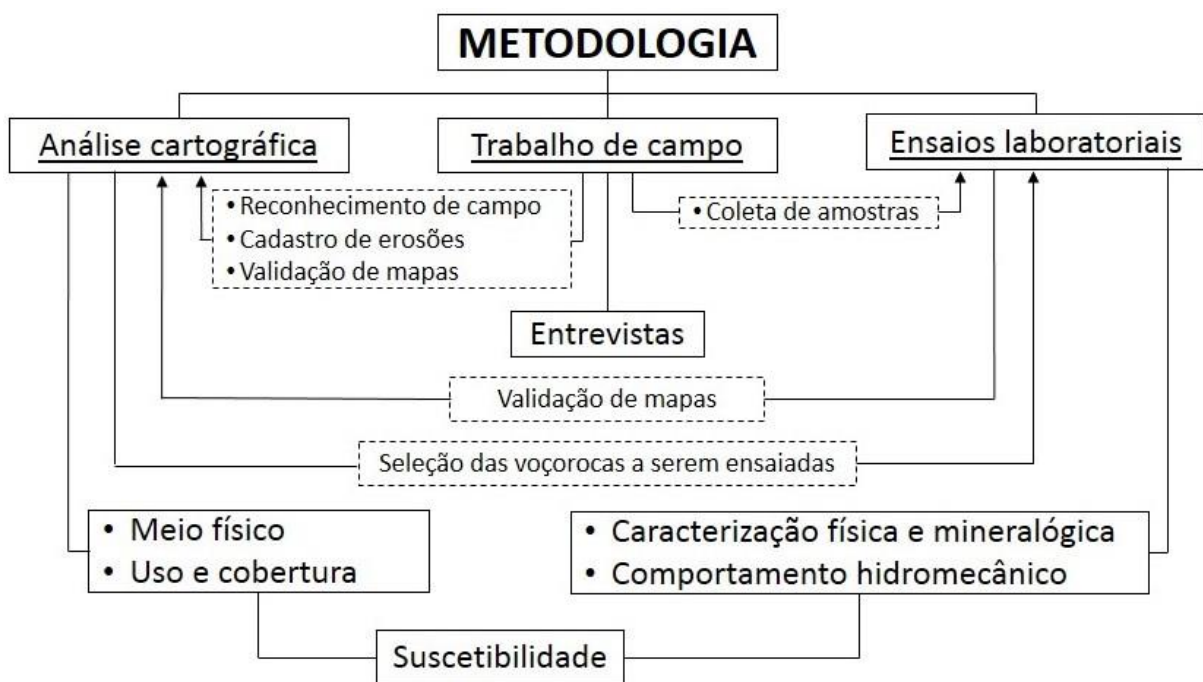 METODOLOGIA
Análise cartográfica
Trabalho de campo
Ensaios laboratoriais
• Reconhecimento de campo
• Cadastro de erosões
• Validação de mapas
• Coleta de amostras
Entrevistas
Validação de mapas
Seleção das voçorocas a serem ensaiadas
• Meio físico
• Uso e cobertura
• Caracterização física e mineralógica
• Comportamento hidromecânico
Suscetibilidade